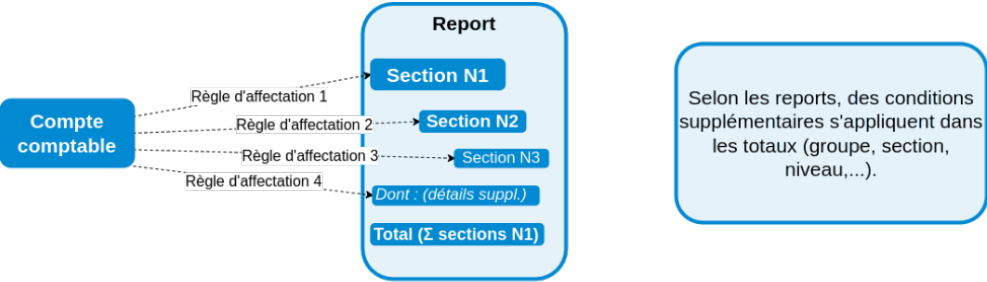 Report
Section N1
Règle d'affectation 1
Compte
comptable
Règle d'affectation 2
Section N2
Règle d'affectation 3
Section N3
Règle d'affectation 4
Dont : (détails suppl.)
Total (Σ sections N1)
Selon les reports, des conditions
supplémentaires s'appliquent dans
les totaux (groupe, section,
niveau,...).